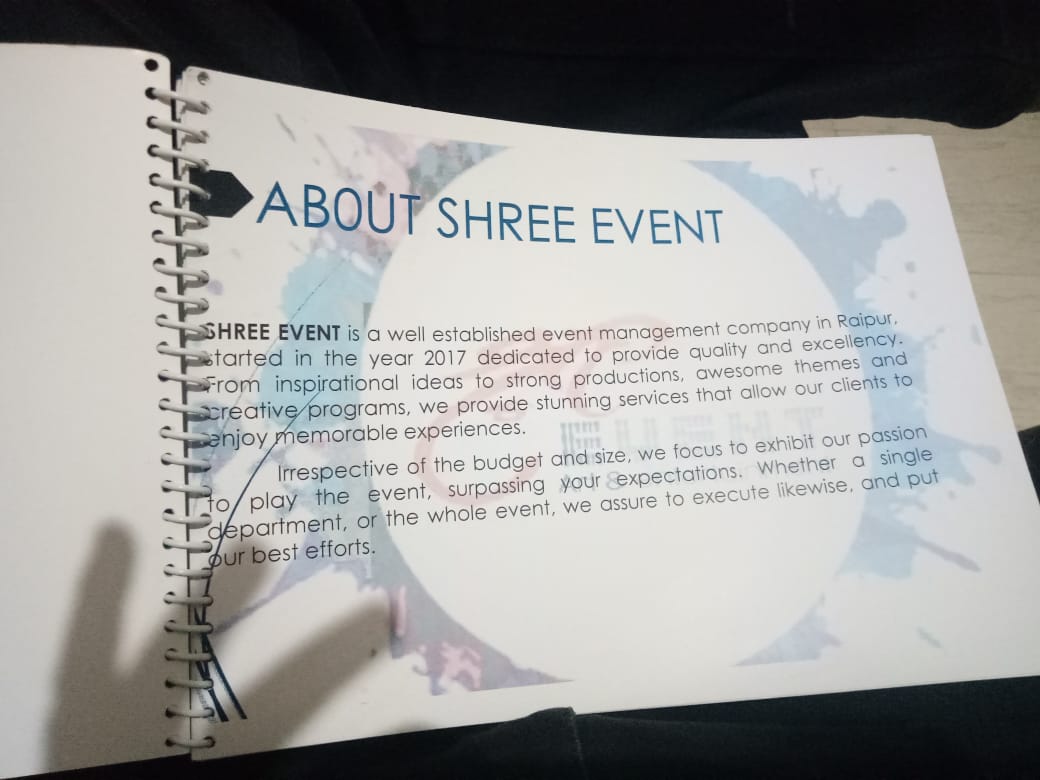 ABOUT SHREE EVENT
SHREE EVENT is a well established event management company in Raipur,
started in the year 2017 dedicated to provide quality and excellency.
From inspirational ideas to strong productions, awesome themes and
creative programs, we provide stunning services that allow our clients to
enjoy memorable experiences.
Irrespective of the budget and size, we focus to exhibit our passion
to play the event, surpassing your expectations. Whether a single
department, or the whole event, we assure to execute likewise, and put
our best efforts.